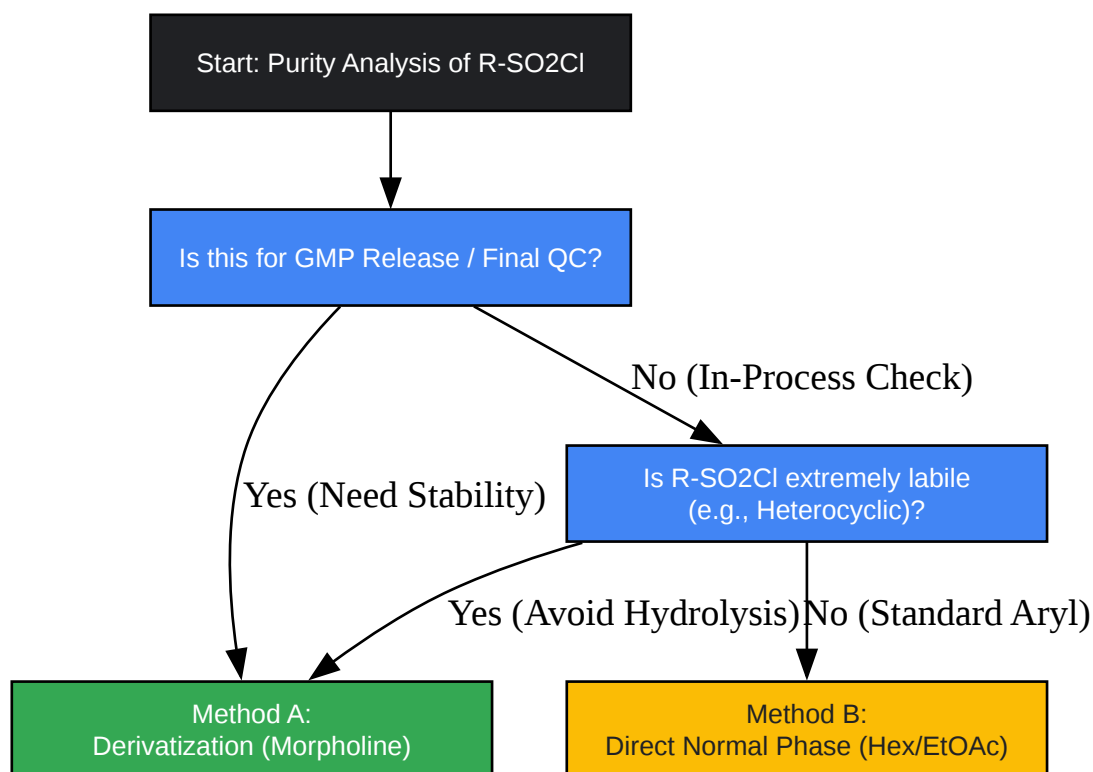 Start: Purity Analysis of R-SO2Cl
Is this for GMP Release / Final QC?
No (In-Process Check)
Yes (Need Stability)
Is R-SO2Cl extremely labile
(e.g., Heterocyclic)?
Yes (Avoid Hydrolysis)
No (Standard Aryl)
Method A:
Derivatization (Morpholine)
Method B:
Direct Normal Phase (Hex/EtOAc)